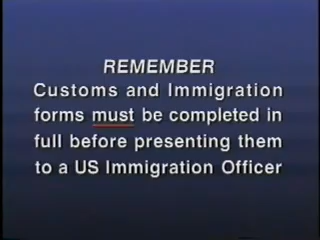 REMEMBER
Customs and Immigration
forms must be completed in
full before presenting them
to a US Immigration Officer